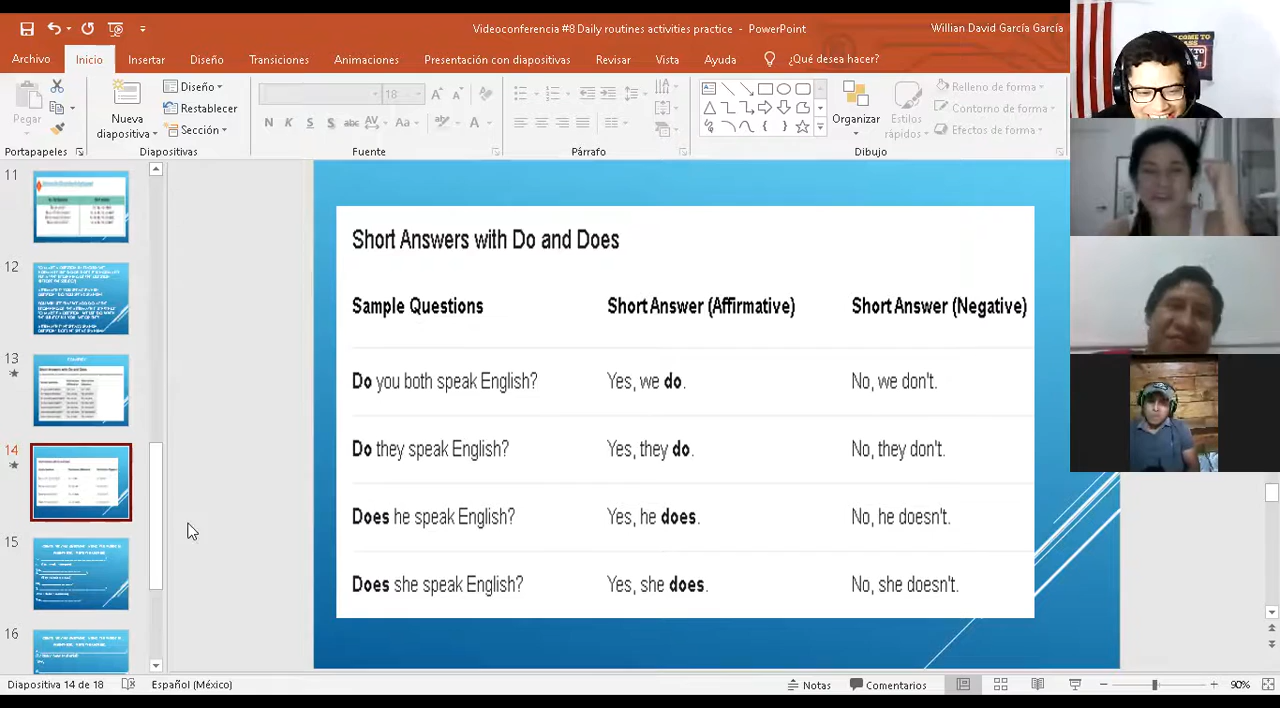 Videoconferencia #8 Daily routines activities practice - PowerPoint
Willian David García García
Archivo Inicio Insertar Diseño Transiciones Animaciones Presentación con diapositivas Revisar Vista Ayuda ¿Qué desea hacer?
Pegar
Nueva diapositiva
Diseño
Restablecer
Sección
18
N K S S abc AV Aa A
Organizar
Estilos rápidos
Relleno de forma
Contorno de forma
Efectos de forma
Portapapeles Diapositivas Fuente Párrafo Dibujo
11
12
13
14
15
16
Short Answers with Do and Does
Sample Questions Short Answer (Affirmative) Short Answer (Negative)
Do you both speak English? Yes, we do. No, we don't.
Do they speak English? Yes, they do. No, they don't.
Does he speak English? Yes, he does. No, he doesn't.
Does she speak English? Yes, she does. No, she doesn't.
Diapositiva 14 de 18 Español (México) Notas Comentarios 90%